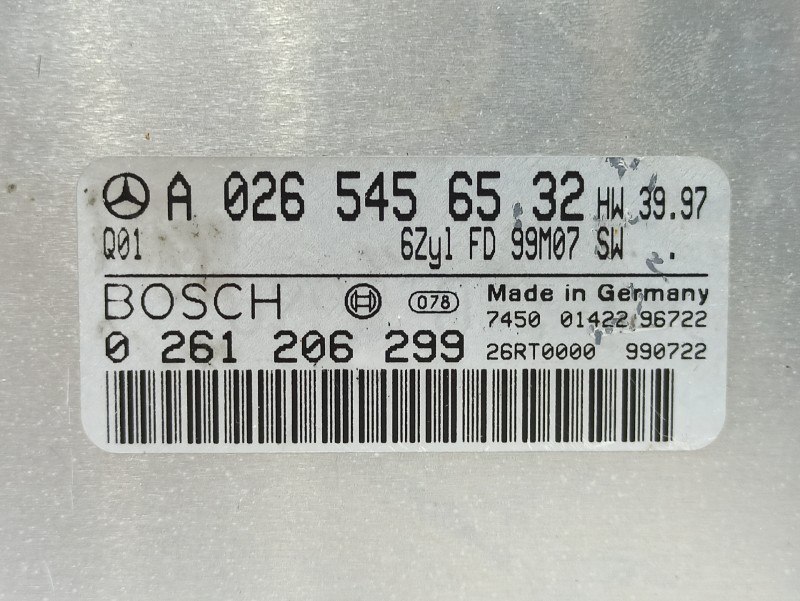 A 026 545 65 32 HW 39.97
Q01 6Zyl FD 99M07 SW .
BOSCH 078 Made in Germany
7450 01422 96722
0 261 206 299 26RT0000 990722